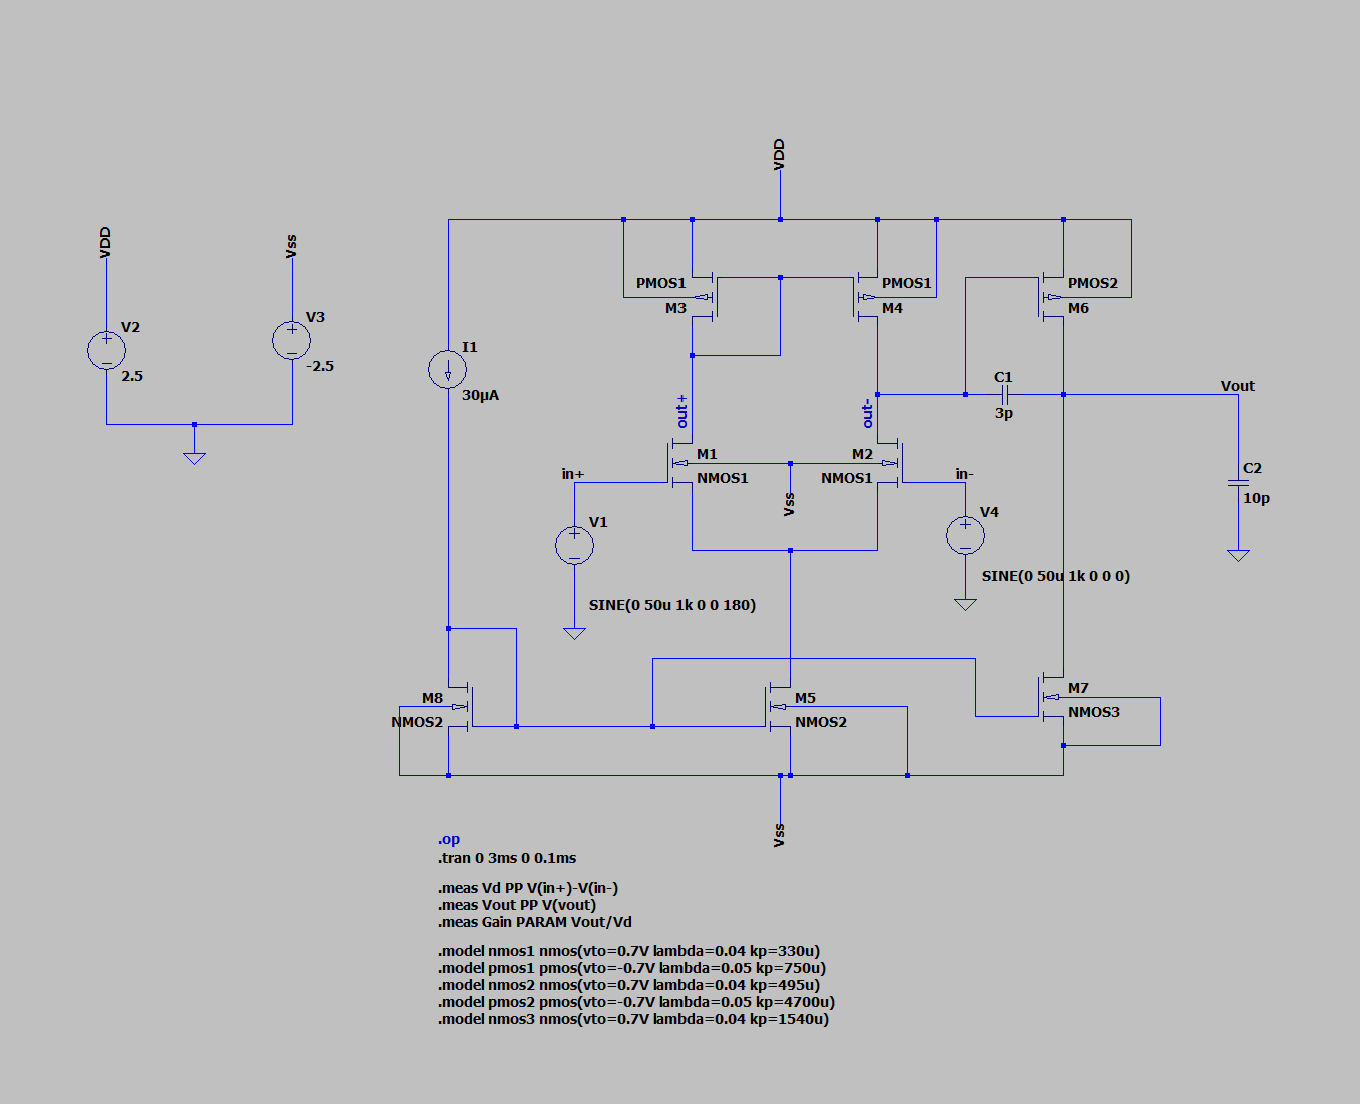 VDD
VDD
Vss
V2
2.5
V3
-2.5
I1
30µA
PMOS1
M3
PMOS1
M4
PMOS2
M6
out+
out-
C1
3p
Vout
M1
NMOS1
M2
NMOS1
in+
in-
Vss
V1
SINE(0 50u 1k 0 0 180)
V4
SINE(0 50u 1k 0 0 0)
C2
10p
M8
NMOS2
M5
NMOS2
M7
NMOS3
Vss
.op
.tran 0 3ms 0 0.1ms
.meas Vd PP V(in+)-V(in-)
.meas Vout PP V(vout)
.meas Gain PARAM Vout/Vd
.model nmos1 nmos(vto=0.7V lambda=0.04 kp=330u)
.model pmos1 pmos(vto=-0.7V lambda=0.05 kp=750u)
.model nmos2 nmos(vto=0.7V lambda=0.04 kp=495u)
.model pmos2 pmos(vto=-0.7V lambda=0.05 kp=4700u)
.model nmos3 nmos(vto=0.7V lambda=0.04 kp=1540u)